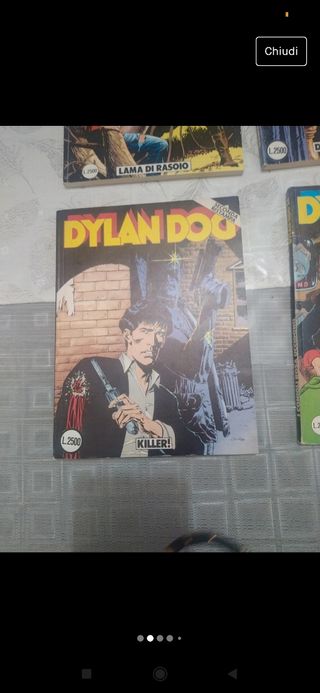 Chiudi
L.2500
LAMA DI RASOIO
L.2500
DYLAN DOG
L.2500
KILLER!